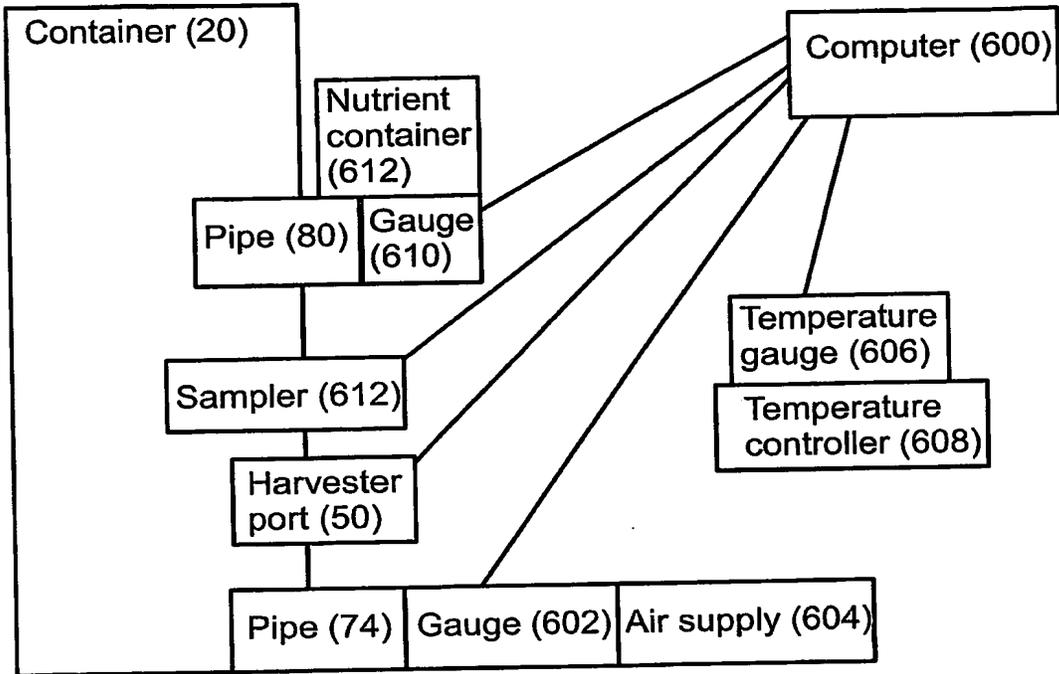 Container (20)
Computer (600)
Nutrient
container
(612)
Pipe (80)
Gauge
(610)
Temperature
gauge (606)
Sampler (612)
Temperature
controller (608)
Harvester
port (50)
Pipe (74)
Gauge (602)
Air supply (604)